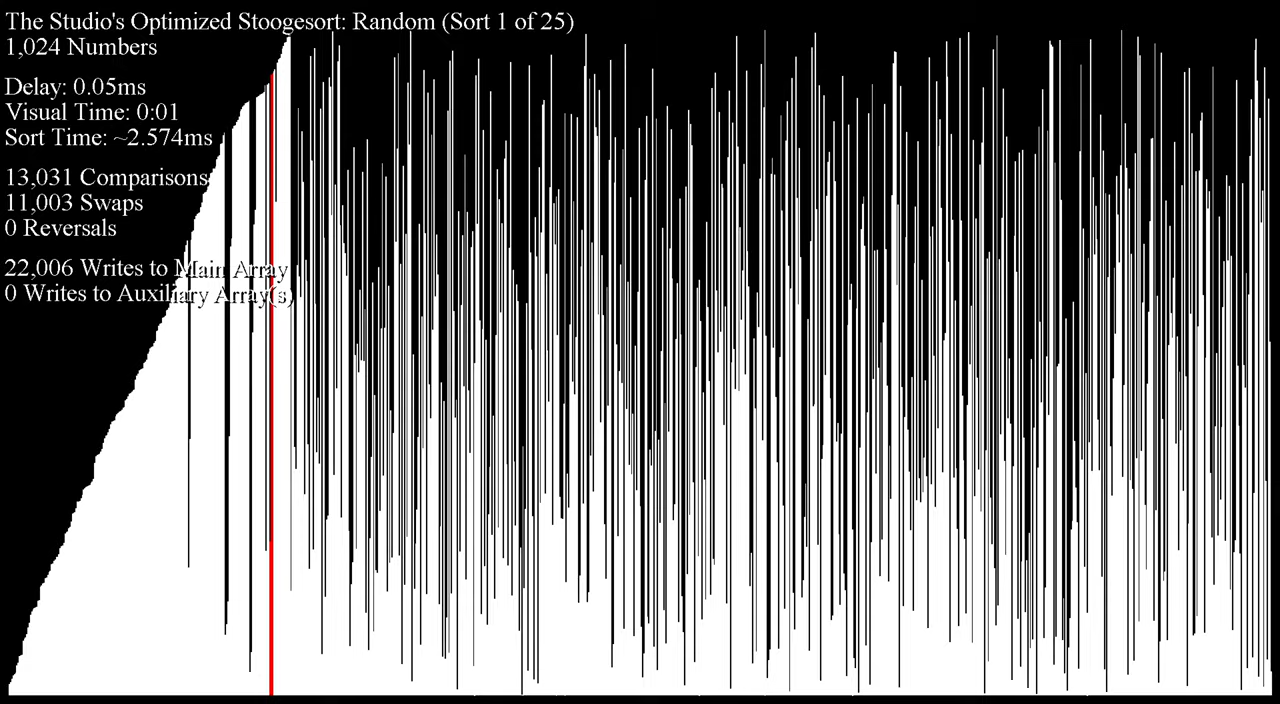 The Studio's Optimized Stoogesort: Random (Sort 1 of 25)
1,024 Numbers
Delay: 0.05ms
Visual Time: 0:01
Sort Time: ~2.574ms
13,031 Comparisons
11,003 Swaps
0 Reversals
22,006 Writes to Main Array
0 Writes to Auxiliary Array(s)